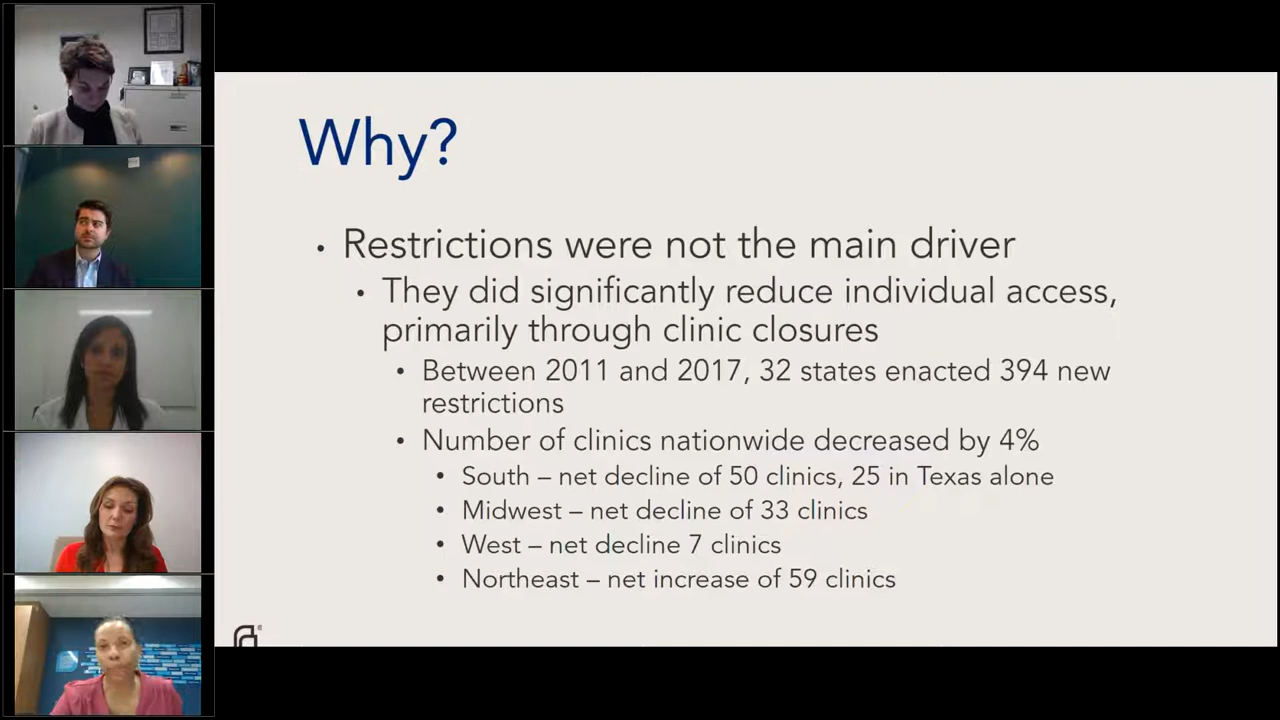 Why?
• Restrictions were not the main driver
• They did significantly reduce individual access,
primarily through clinic closures
• Between 2011 and 2017, 32 states enacted 394 new
restrictions
• Number of clinics nationwide decreased by 4%
• South – net decline of 50 clinics, 25 in Texas alone
• Midwest – net decline of 33 clinics
• West – net decline 7 clinics
• Northeast – net increase of 59 clinics